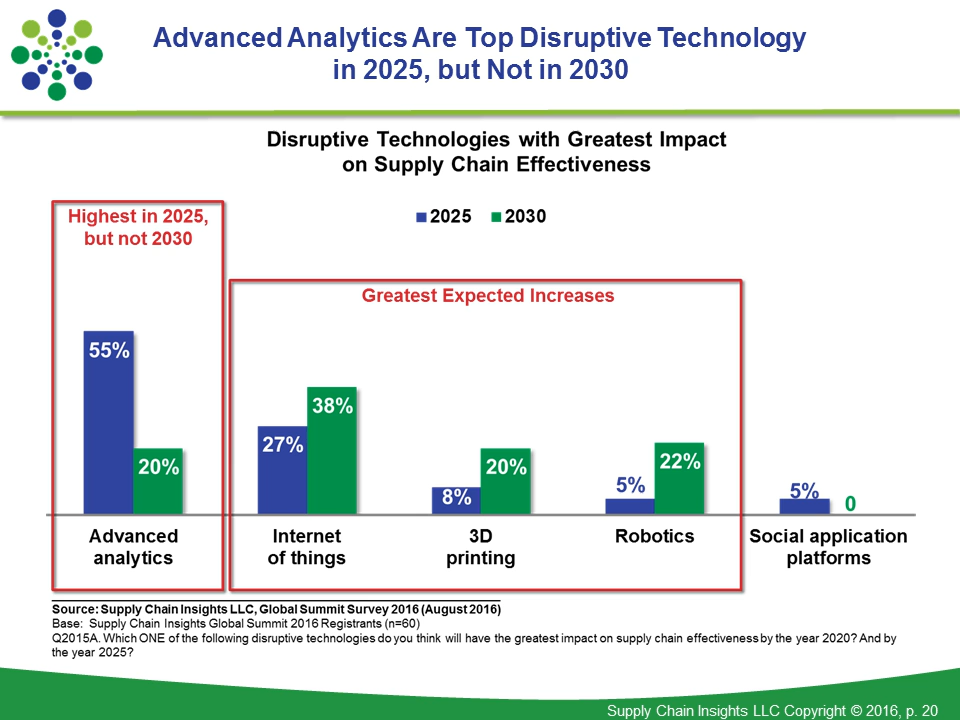 Advanced Analytics Are Top Disruptive Technology
in 2025, but Not in 2030
Disruptive Technologies with Greatest Impact
on Supply Chain Effectiveness
Highest in 2025,
but not 2030
2025 2030
Greatest Expected Increases
55%
20%
27%
38%
8%
20%
5%
22%
5%
0
Advanced
analytics
Internet
of things
3D
printing
Robotics
Social application
platforms
Source: Supply Chain Insights LLC, Global Summit Survey 2016 (August 2016)
Base: Supply Chain Insights Global Summit 2016 Registrants (n=60)
Q2015A. Which ONE of the following disruptive technologies do you think will have the greatest impact on supply chain effectiveness by the year 2020? And by
the year 2025?
Supply Chain Insights LLC Copyright © 2016, p. 20